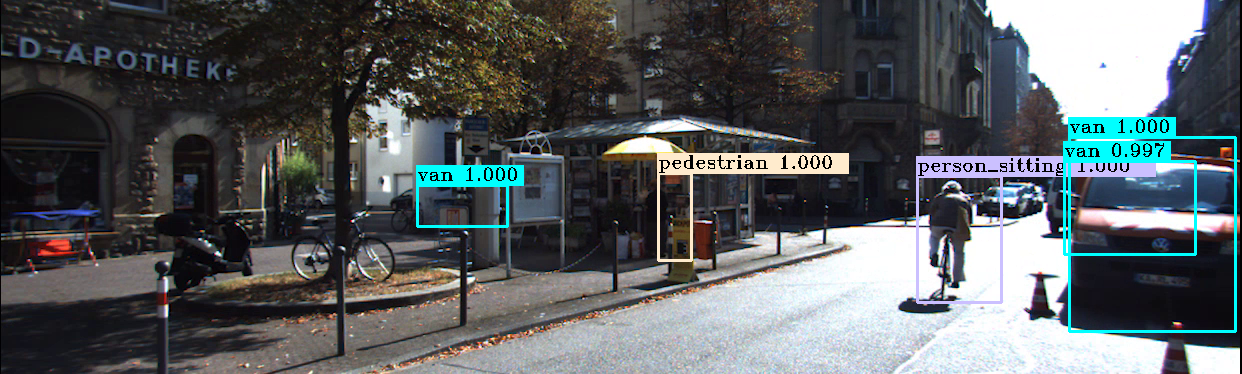 LD-APOTHEKE
van 1.000
pedestrian 1.000
person_sitting 1.000
van 1.000
van 0.997